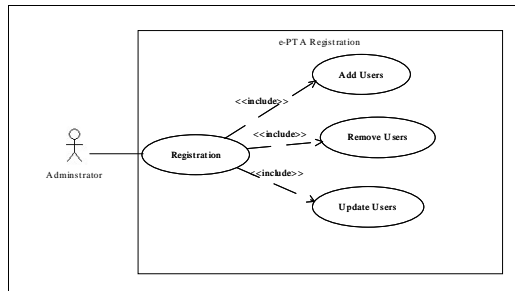 e-PTA Registration
Add Users
<<include>>
<<include>>
Remove Users
Registration
<<include>>
Adminstrator
Update Users